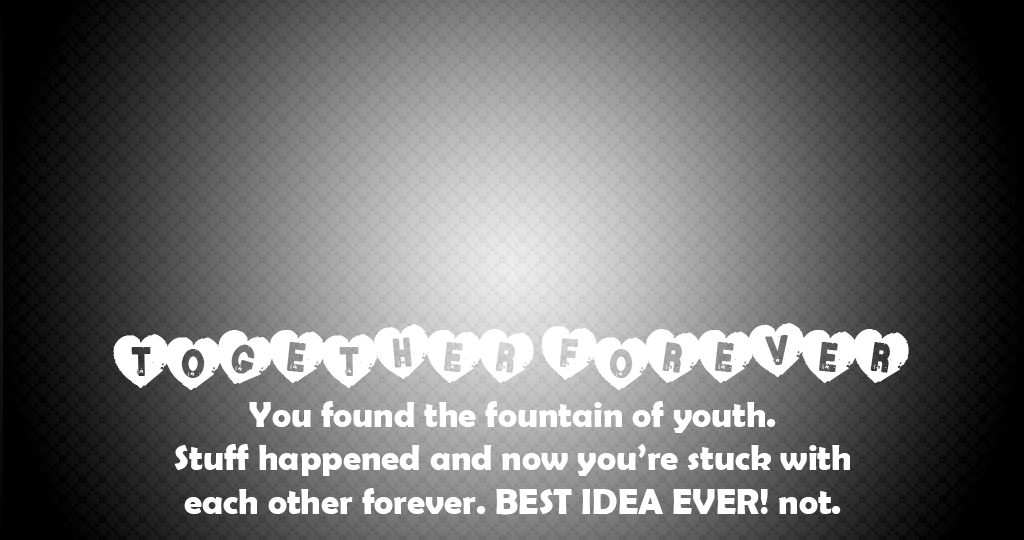 TOGETHER FOREVER
You found the fountain of youth.
Stuff happened and now you're stuck with
each other forever. BEST IDEA EVER! not.